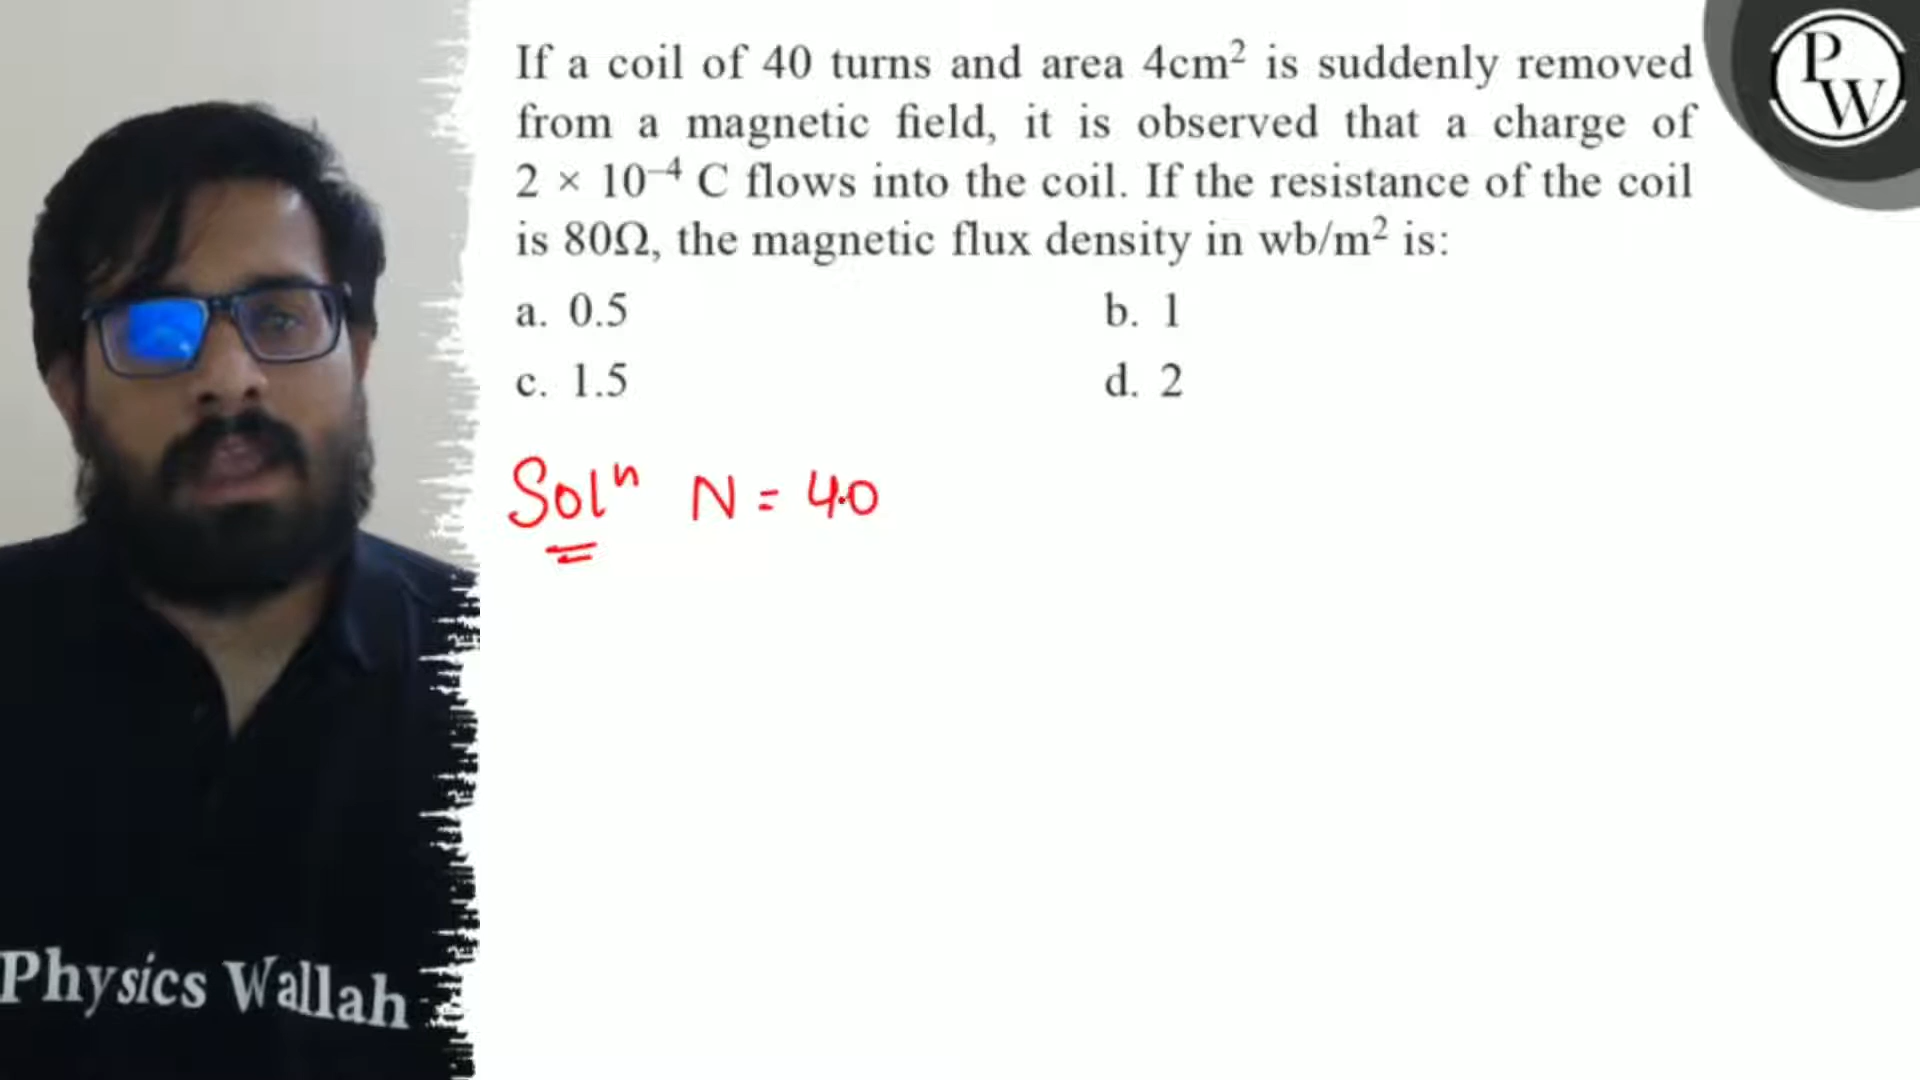 If a coil of 40 turns and area 4cm² is suddenly removed
from a magnetic field, it is observed that a charge of
2 × 10⁻⁴ C flows into the coil. If the resistance of the coil
is 80Ω, the magnetic flux density in wb/m² is:
a. 0.5 b. 1
c. 1.5 d. 2
Solⁿ N = 40
PW
Physics Wallah